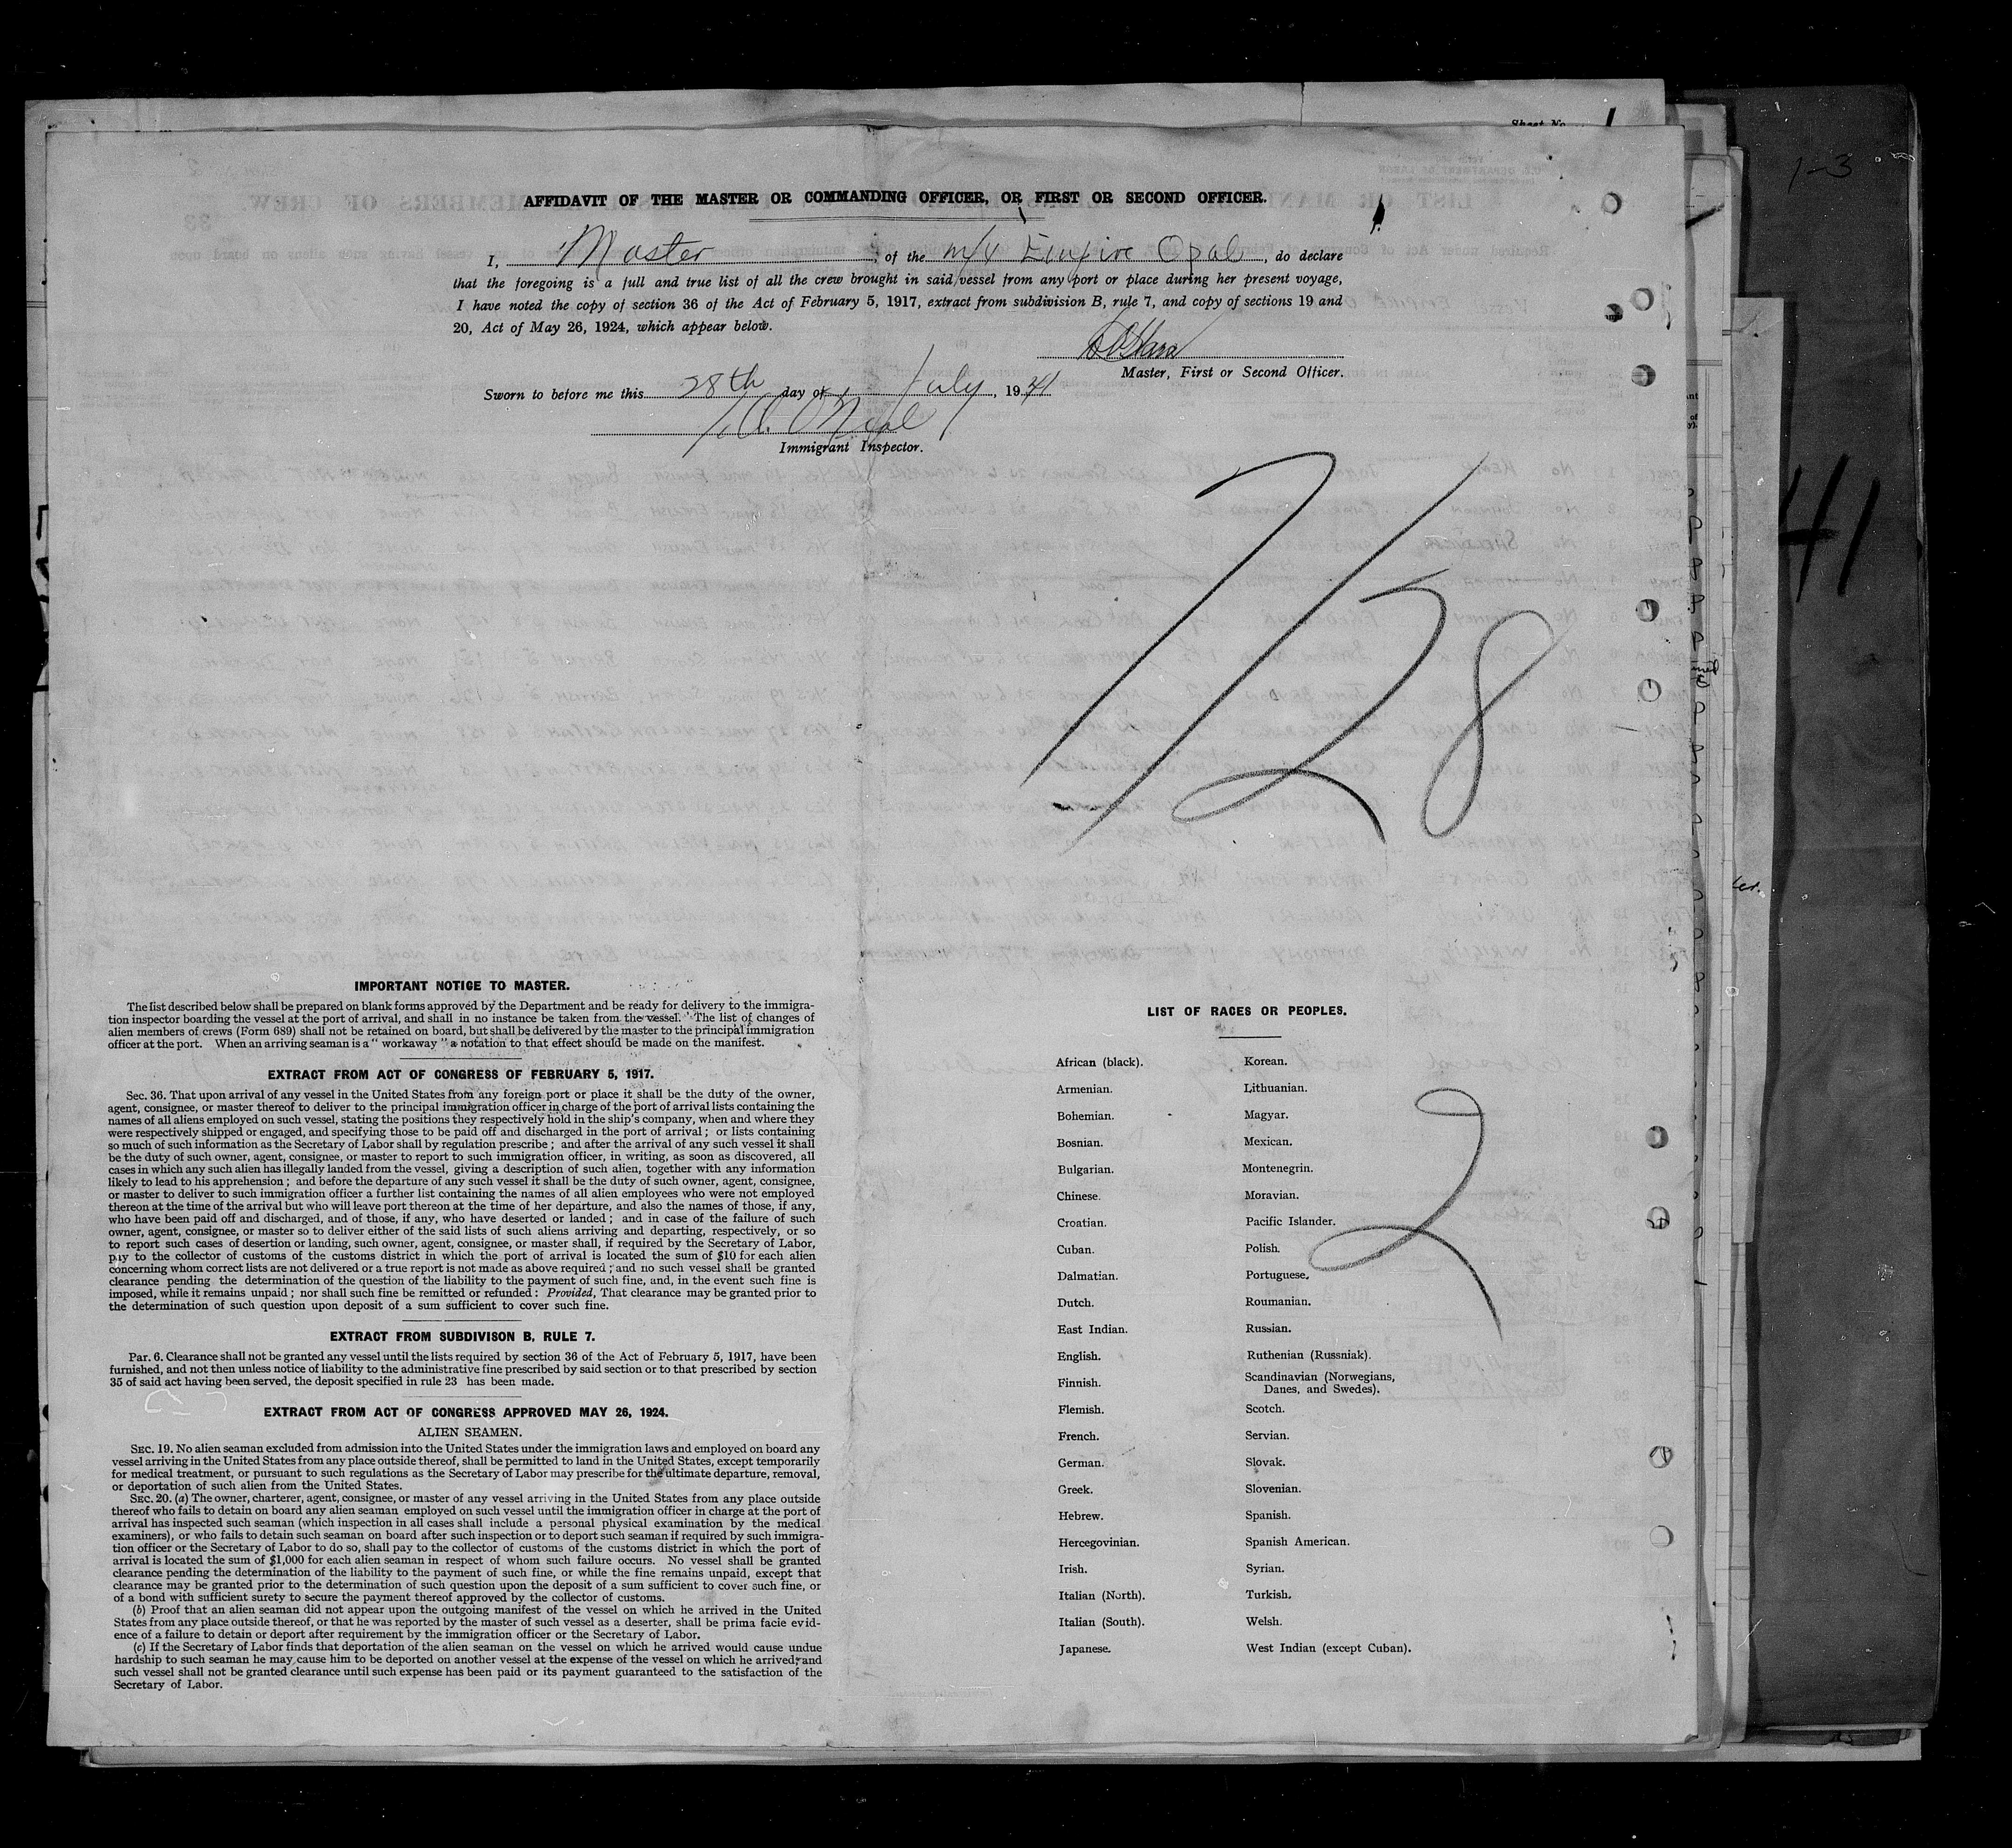 Sheet No. 1
1-3
AFFIDAVIT OF THE MASTER OR COMMANDING OFFICER, OR FIRST OR SECOND OFFICER.
I, Master, of the m/v Empire Opal, do declare
that the foregoing is a full and true list of all the crew brought in said vessel from any port or place during her present voyage,
I have noted the copy of section 36 of the Act of February 5, 1917, extract from subdivision B, rule 7, and copy of sections 19 and
20, Act of May 26, 1924, which appear below.
Master, First or Second Officer.
Sworn to before me this 28th day of July, 1941
Immigrant Inspector.
7/28
41
IMPORTANT NOTICE TO MASTER.
The list described below shall be prepared on blank forms approved by the Department and be ready for delivery to the immigra-
tion inspector boarding the vessel at the port of arrival, and shall in no instance be taken from the vessel. The list of changes of
alien members of crews (Form 689) shall not be retained on board, but shall be delivered by the master to the principal immigration
officer at the port. When an arriving seaman is a "workaway" a notation to that effect should be made on the manifest.
EXTRACT FROM ACT OF CONGRESS OF FEBRUARY 5, 1917.
Sec. 36. That upon arrival of any vessel in the United States from any foreign port or place it shall be the duty of the owner,
agent, consignee, or master thereof to deliver to the principal immigration officer in charge of the port of arrival lists containing the
names of all aliens employed on such vessel, stating the positions they respectively hold in the ship's company, when and where they
were respectively shipped or engaged, and specifying those to be paid off and discharged in the port of arrival; or lists containing
so much of such information as the Secretary of Labor shall by regulation prescribe; and after the arrival of any such vessel it shall
be the duty of such owner, agent, consignee, or master to report to such immigration officer, in writing, as soon as discovered, all
cases in which any such alien has illegally landed from the vessel, giving a description of such alien, together with any information
likely to lead to his apprehension; and before the departure of any such vessel it shall be the duty of such owner, agent, consignee,
or master to deliver to such immigration officer a further list containing the names of all alien employees who were not employed
thereon at the time of the arrival but who will leave port thereon at the time of her departure, and also the names of those, if any,
who have been paid off and discharged, and of those, if any, who have deserted or landed; and in case of the failure of such
owner, agent, consignee, or master so to deliver either of the said lists of such aliens arriving and departing, respectively, or so
to report such cases of desertion or landing, such owner, agent, consignee, or master shall, if required by the Secretary of Labor,
pay to the collector of customs of the customs district in which the port of arrival is located the sum of $10 for each alien
concerning whom correct lists are not delivered or a true report is not made as above required; and no such vessel shall be granted
clearance pending the determination of the question of the liability to the payment of such fine, and, in the event such fine is
imposed, while it remains unpaid; nor shall such fine be remitted or refunded: Provided, That clearance may be granted prior to
the determination of such question upon deposit of a sum sufficient to cover such fine.
EXTRACT FROM SUBDIVISON B, RULE 7.
Par. 6. Clearance shall not be granted any vessel until the lists required by section 36 of the Act of February 5, 1917, have been
furnished, and not then unless notice of liability to the administrative fine prescribed by said section or to that prescribed by section
35 of said act having been served, the deposit specified in rule 23 has been made.
EXTRACT FROM ACT OF CONGRESS APPROVED MAY 26, 1924.
ALIEN SEAMEN.
SEC. 19. No alien seaman excluded from admission into the United States under the immigration laws and employed on board any
vessel arriving in the United States from any place outside thereof, shall be permitted to land in the United States, except temporarily
for medical treatment, or pursuant to such regulations as the Secretary of Labor may prescribe for the ultimate departure, removal,
or deportation of such alien from the United States.
SEC. 20. (a) The owner, charterer, agent, consignee, or master of any vessel arriving in the United States from any place outside
thereof who fails to detain on board any alien seaman employed on such vessel until the immigration officer in charge at the port of
arrival has inspected such seaman (which inspection in all cases shall include a personal physical examination by the medical
examiners), or who fails to detain such seaman on board after such inspection or to deport such seaman if required by such immigra-
tion officer or the Secretary of Labor to do so, shall pay to the collector of customs of the customs district in which the port of
arrival is located the sum of $1,000 for each alien seaman in respect of whom such failure occurs. No vessel shall be granted
clearance pending the determination of the liability to the payment of such fine, or while the fine remains unpaid, except that
clearance may be granted prior to the determination of such question upon the deposit of a sum sufficient to cover such fine, or
of a bond with sufficient surety to secure the payment thereof approved by the collector of customs.
(b) Proof that an alien seaman did not appear upon the outgoing manifest of the vessel on which he arrived in the United
States from any place outside thereof, or that he was reported by the master of such vessel as a deserter, shall be prima facie evid-
ence of a failure to detain or deport after requirement by the immigration officer or the Secretary of Labor.
(c) If the Secretary of Labor finds that deportation of the alien seaman on the vessel on which he arrived would cause undue
hardship to such seaman he may cause him to be deported on another vessel at the expense of the vessel on which he arrived, and
such vessel shall not be granted clearance until such expense has been paid or its payment guaranteed to the satisfaction of the
Secretary of Labor.
LIST OF RACES OR PEOPLES.
African (black). Korean.
Armenian. Lithuanian.
Bohemian. Magyar.
Bosnian. Mexican.
Bulgarian. Montenegrin.
Chinese. Moravian.
Croatian. Pacific Islander.
Cuban. Polish.
Dalmatian. Portuguese.
Dutch. Roumanian.
East Indian. Russian.
English. Ruthenian (Russniak).
Finnish. Scandinavian (Norwegians,
Danes, and Swedes).
Flemish. Scotch.
French. Servian.
German. Slovak.
Greek. Slovenian.
Hebrew. Spanish.
Hercegovinian. Spanish American.
Irish. Syrian.
Italian (North). Turkish.
Italian (South). Welsh.
Japanese. West Indian (except Cuban).
2